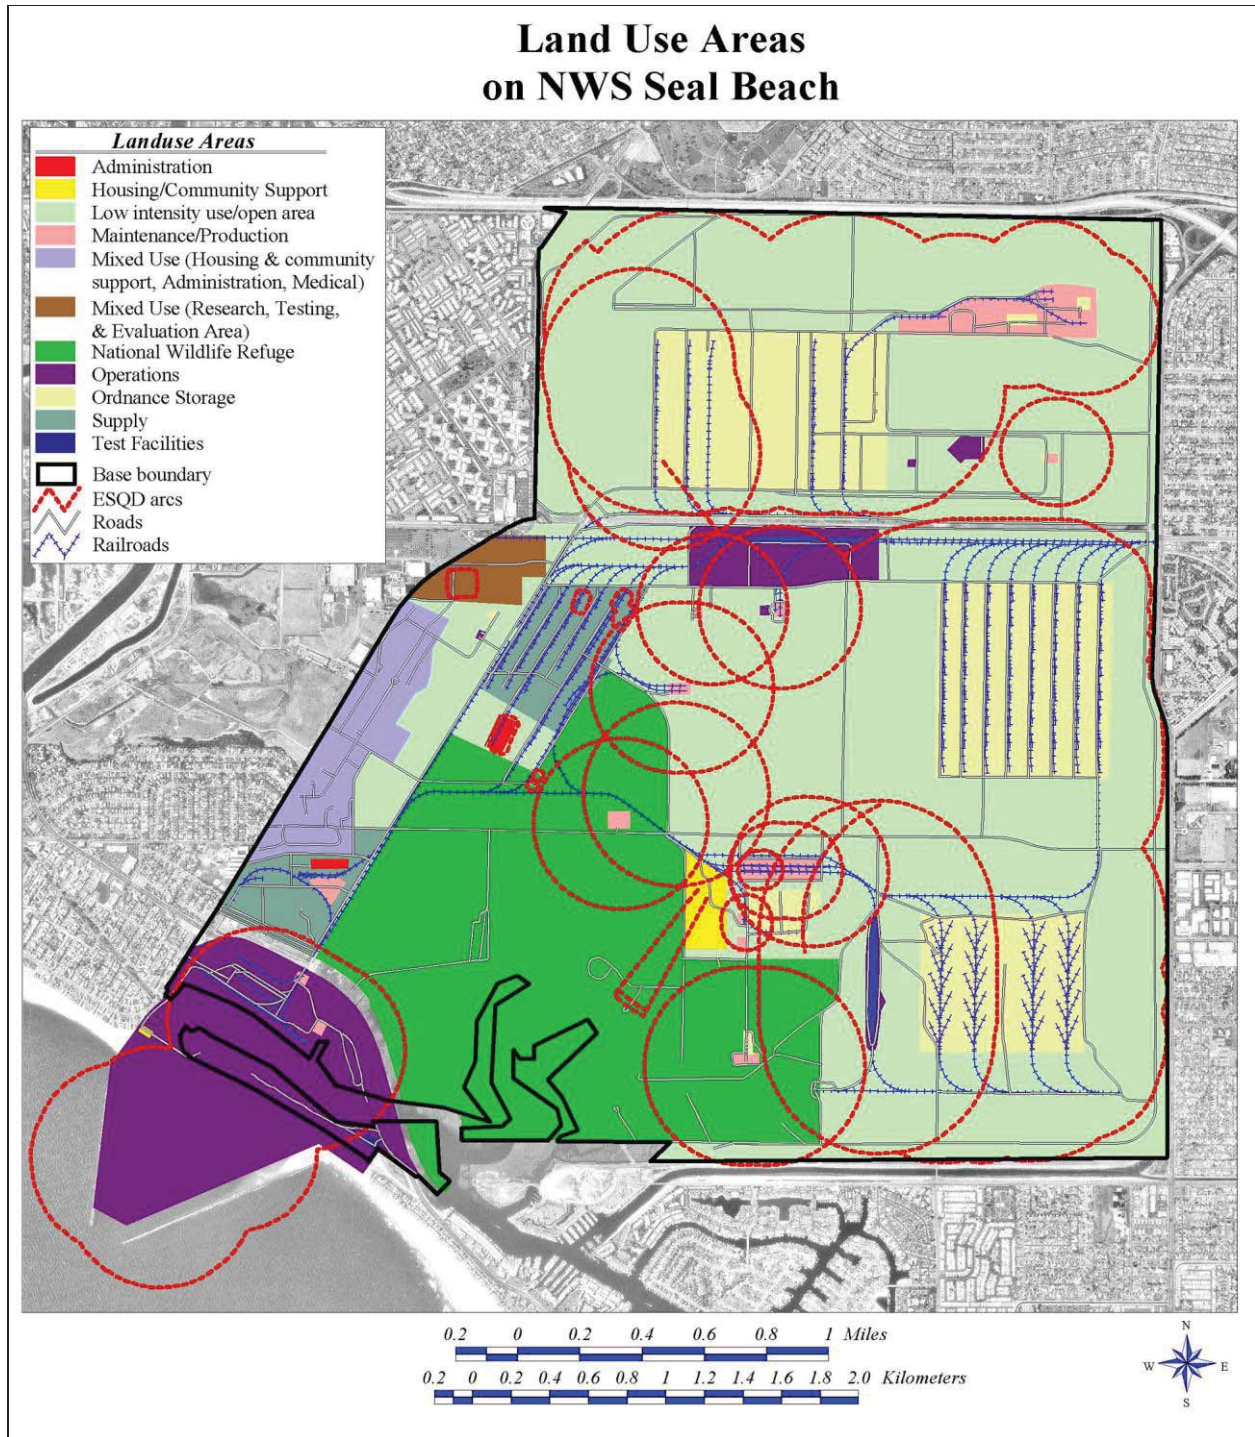 Land Use Areas
on NWS Seal Beach
Landuse Areas
Administration
Housing/Community Support
Low intensity use/open area
Maintenance/Production
Mixed Use (Housing & community
support, Administration, Medical)
Mixed Use (Research, Testing,
& Evaluation Area)
National Wildlife Refuge
Operations
Ordnance Storage
Supply
Test Facilities
Base boundary
ESQD arcs
Roads
Railroads
0.2 0 0.2 0.4 0.6 0.8 1 Miles
0.2 0 0.2 0.4 0.6 0.8 1 1.2 1.4 1.6 1.8 2.0 Kilometers
N
W E
S